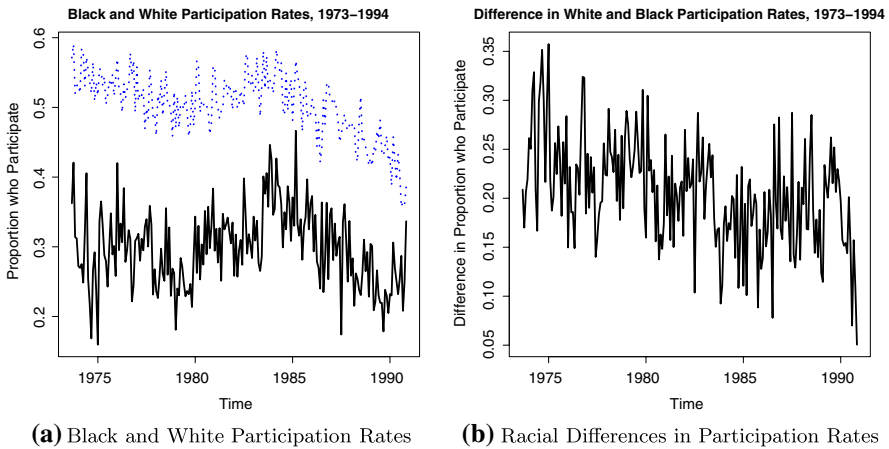 Black and White Participation Rates, 1973−1994
Proportion who Participate
0.6
0.5
0.4
0.3
0.2
1975 1980 1985 1990
Time
(a) Black and White Participation Rates
Difference in White and Black Participation Rates, 1973−1994
Difference in Proportion who Participate
0.35
0.30
0.25
0.20
0.15
0.10
0.05
1975 1980 1985 1990
Time
(b) Racial Differences in Participation Rates